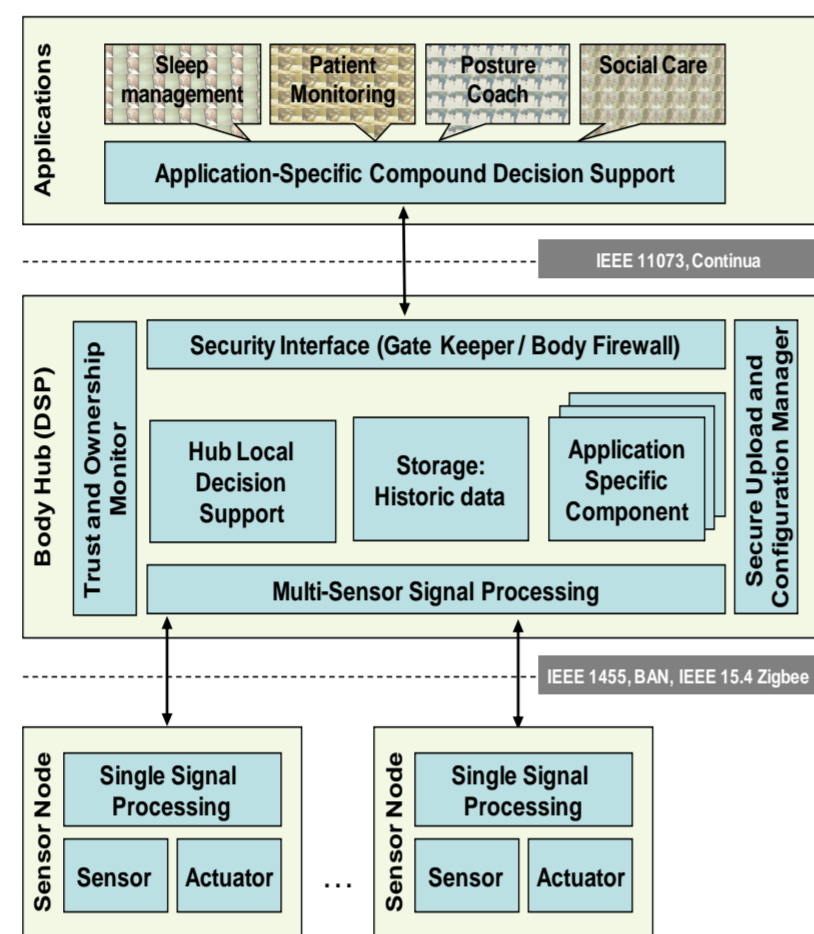 Applications
Sleep
management
Patient
Monitoring
Posture
Coach
Social Care
Application-Specific Compound Decision Support
IEEE 11073, Continua
Body Hub (DSP)
Trust and Ownership
Monitor
Security Interface (Gate Keeper / Body Firewall)
Hub Local
Decision
Support
Storage:
Historic data
Application
Specific
Component
Secure Upload and
Configuration Manager
Multi-Sensor Signal Processing
IEEE 1455, BAN, IEEE 15.4 Zigbee
Sensor Node
Single Signal
Processing
Sensor
Actuator
...
Sensor Node
Single Signal
Processing
Sensor
Actuator